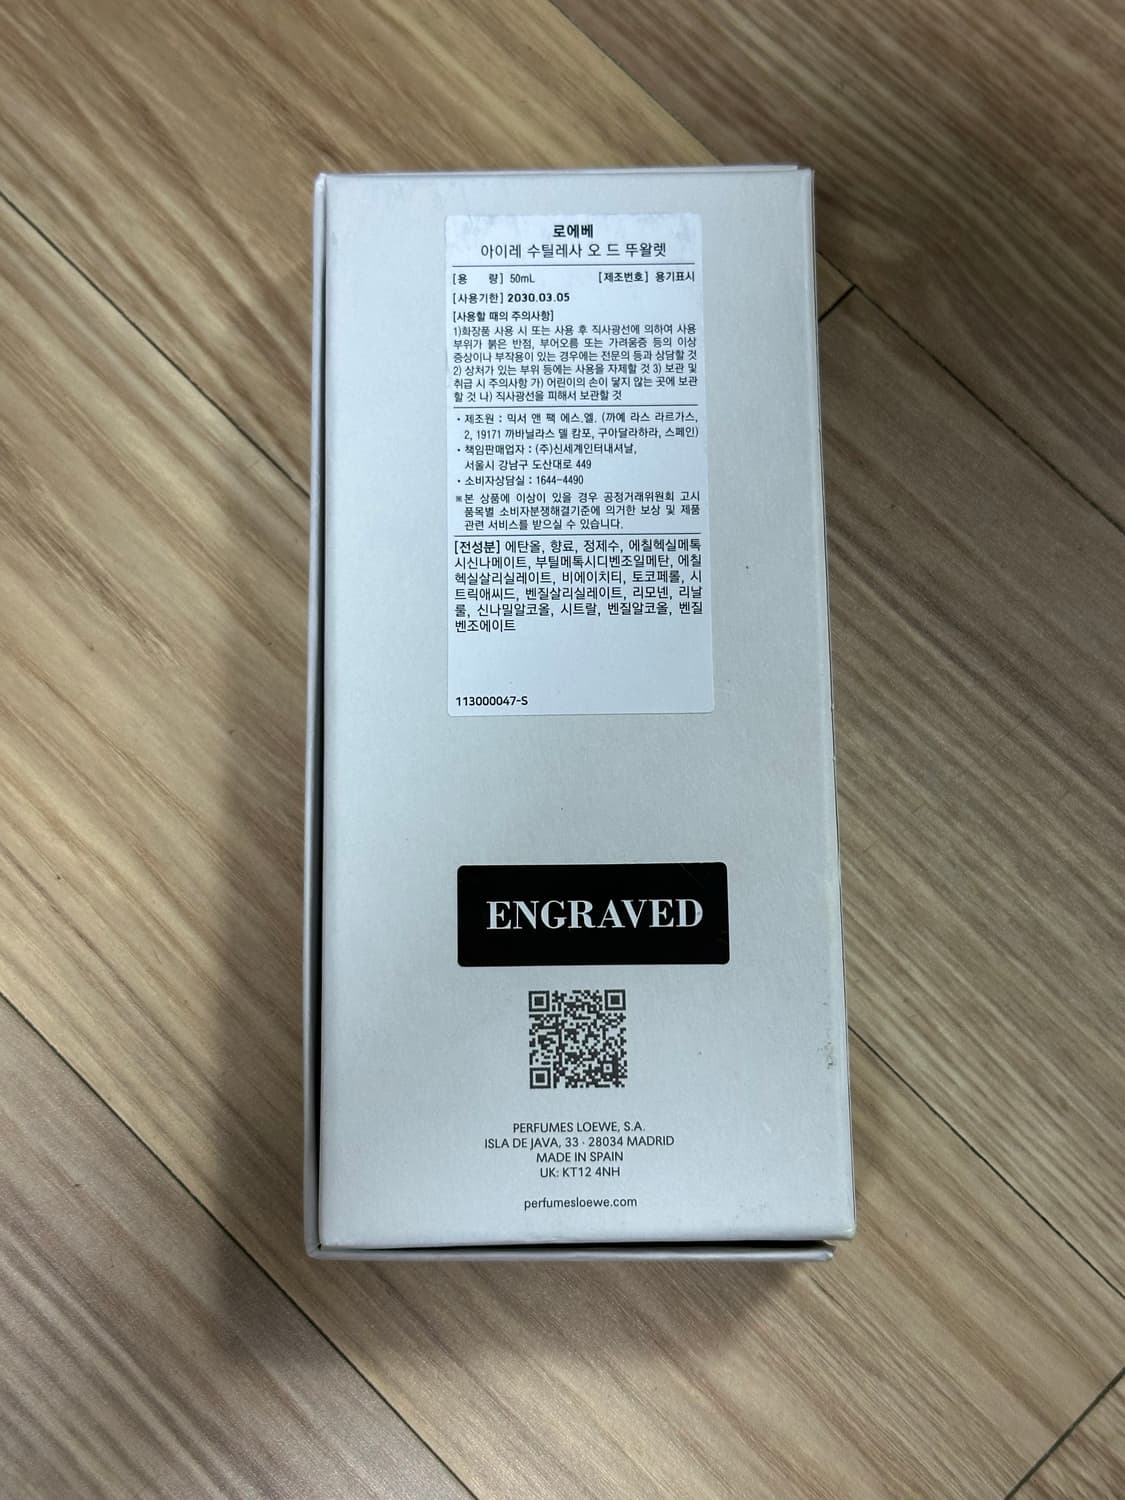 로에베
아이레 수틸레사 오 드 뚜왈렛
[용 량] 50mL [제조번호] 용기표시
[사용기한] 2030.03.05
[사용할 때의 주의사항]
1)화장품 사용 시 또는 사용 후 직사광선에 의하여 사용
부위가 붉은 반점, 부어오름 또는 가려움증 등의 이상
증상이나 부작용이 있는 경우에는 전문의 등과 상담할 것
2) 상처가 있는 부위 등에는 사용을 자제할 것 3) 보관 및
취급 시 주의사항 가) 어린이의 손이 닿지 않는 곳에 보관
할 것 나) 직사광선을 피해서 보관할 것
• 제조원 : 믹서 앤 팩 에스.엘. (까예 라스 라르가스,
2, 19171 까바닐라스 델 캄포, 구아달라하라, 스페인)
• 책임판매업자 : (주)신세계인터내셔날,
서울시 강남구 도산대로 449
• 소비자상담실 : 1644-4490
※본 상품에 이상이 있을 경우 공정거래위원회 고시
품목별 소비자분쟁해결기준에 의거한 보상 및 제품
관련 서비스를 받으실 수 있습니다.
[전성분] 에탄올, 향료, 정제수, 에칠헥실메톡
시신나메이트, 부틸메톡시디벤조일메탄, 에칠
헥실살리실레이트, 비에이치티, 토코페롤, 시
트릭애씨드, 벤질살리실레이트, 리모넨, 리날
룰, 신나밀알코올, 시트랄, 벤질알코올, 벤질
벤조에이트
113000047-S
ENGRAVED
PERFUMES LOEWE, S.A.
ISLA DE JAVA, 33 · 28034 MADRID
MADE IN SPAIN
UK: KT12 4NH
perfumesloewe.com